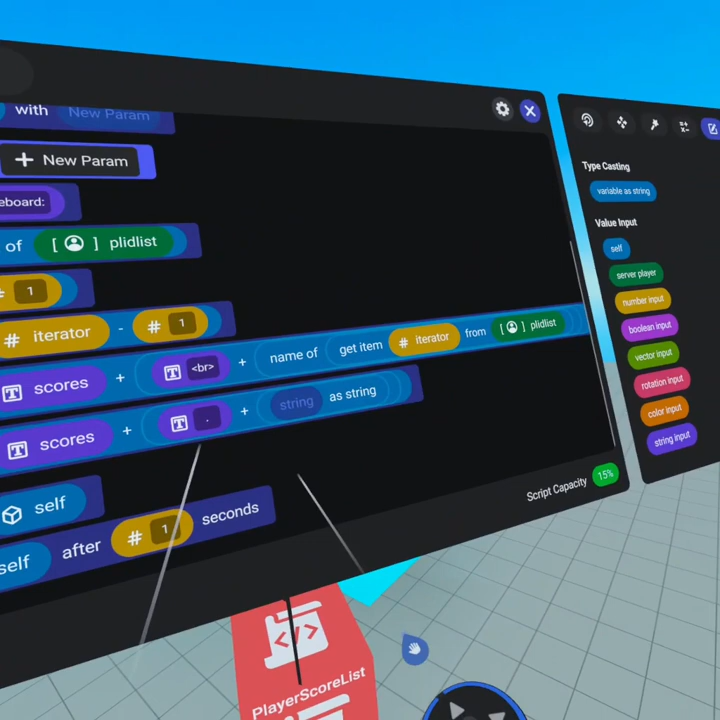 with New Param
+ New Param
eboard:
of [ ] plidlist
# 1
# iterator - # 1
T scores + T <br> + name of get item # iterator from [ ] plidlist
T scores + T . + string as string
self
self after # 1 seconds
Script Capacity 15%
Type Casting
variable as string
Value Input
self
server player
number input
boolean input
vector input
rotation input
color input
string input
</> PlayerScoreList